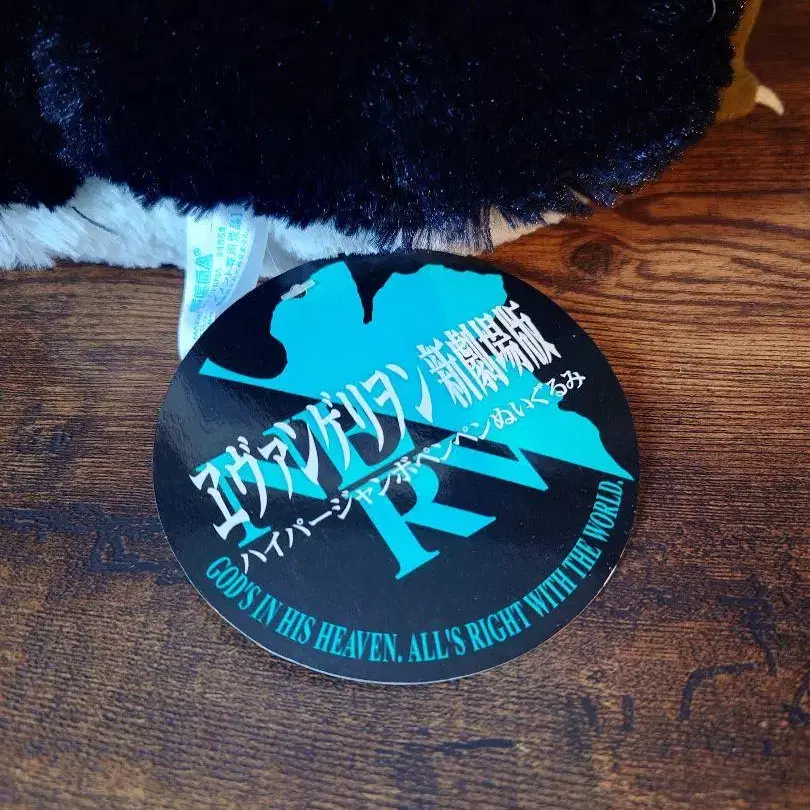 ヱヴァンゲリヲン新劇場版
ハイパージャンボペンペンぬいぐるみ
NERV
GOD'S IN HIS HEAVEN. ALL'S RIGHT WITH THE WORLD.
SEGA